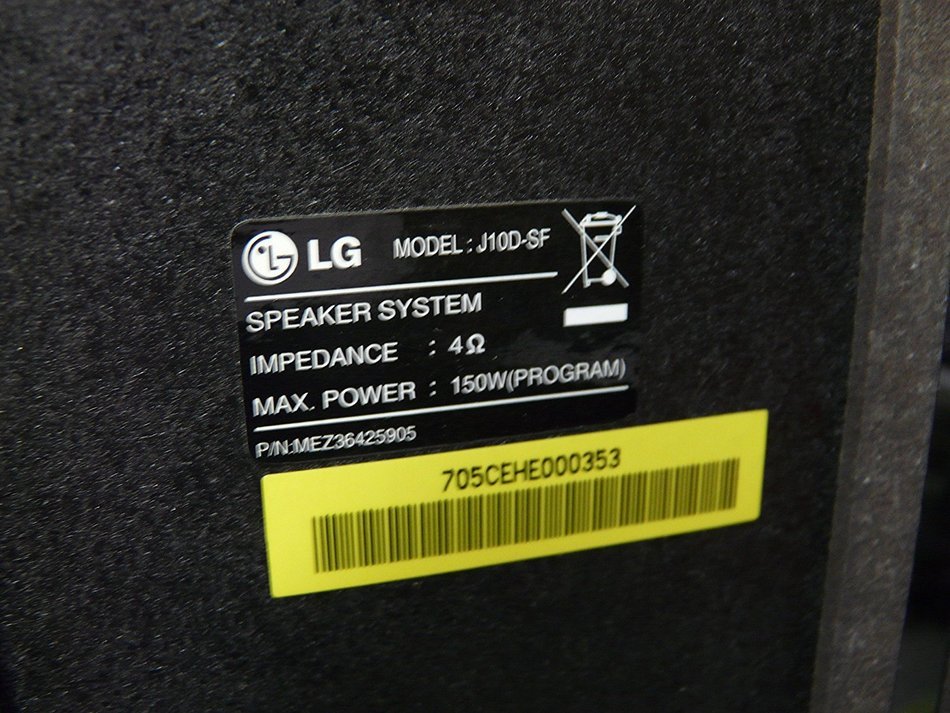 LG MODEL : J10D-SF
SPEAKER SYSTEM
IMPEDANCE : 4Ω
MAX. POWER : 150W(PROGRAM)
P/N:MEZ36425905
705CEHE000353